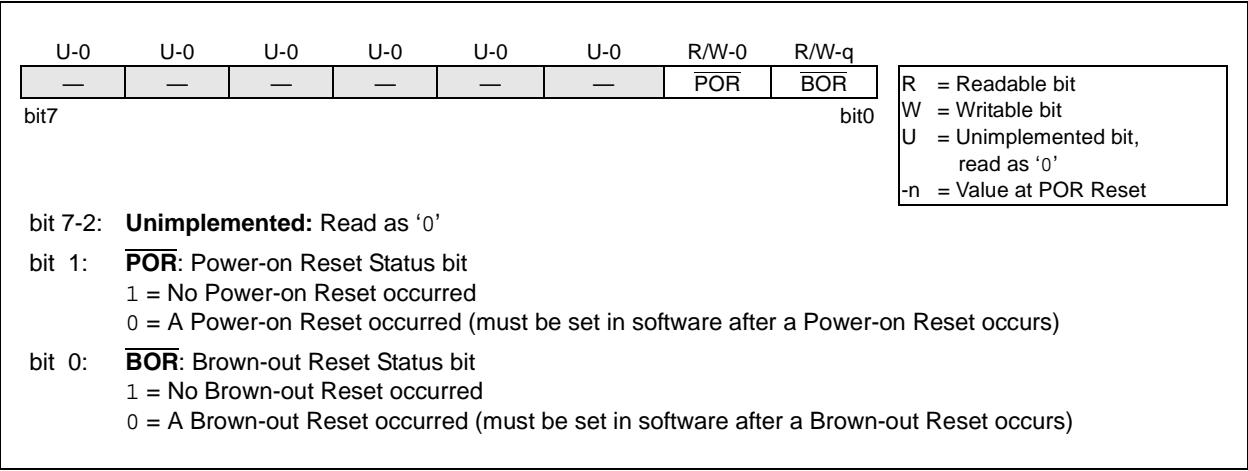 U-0 U-0 U-0 U-0 U-0 U-0 R/W-0 R/W-q
— — — — — — POR BOR
bit7 bit0
R = Readable bit
W = Writable bit
U = Unimplemented bit,
read as ‘0’
-n = Value at POR Reset
bit 7-2: Unimplemented: Read as ‘0’
bit 1: POR: Power-on Reset Status bit
1 = No Power-on Reset occurred
0 = A Power-on Reset occurred (must be set in software after a Power-on Reset occurs)
bit 0: BOR: Brown-out Reset Status bit
1 = No Brown-out Reset occurred
0 = A Brown-out Reset occurred (must be set in software after a Brown-out Reset occurs)